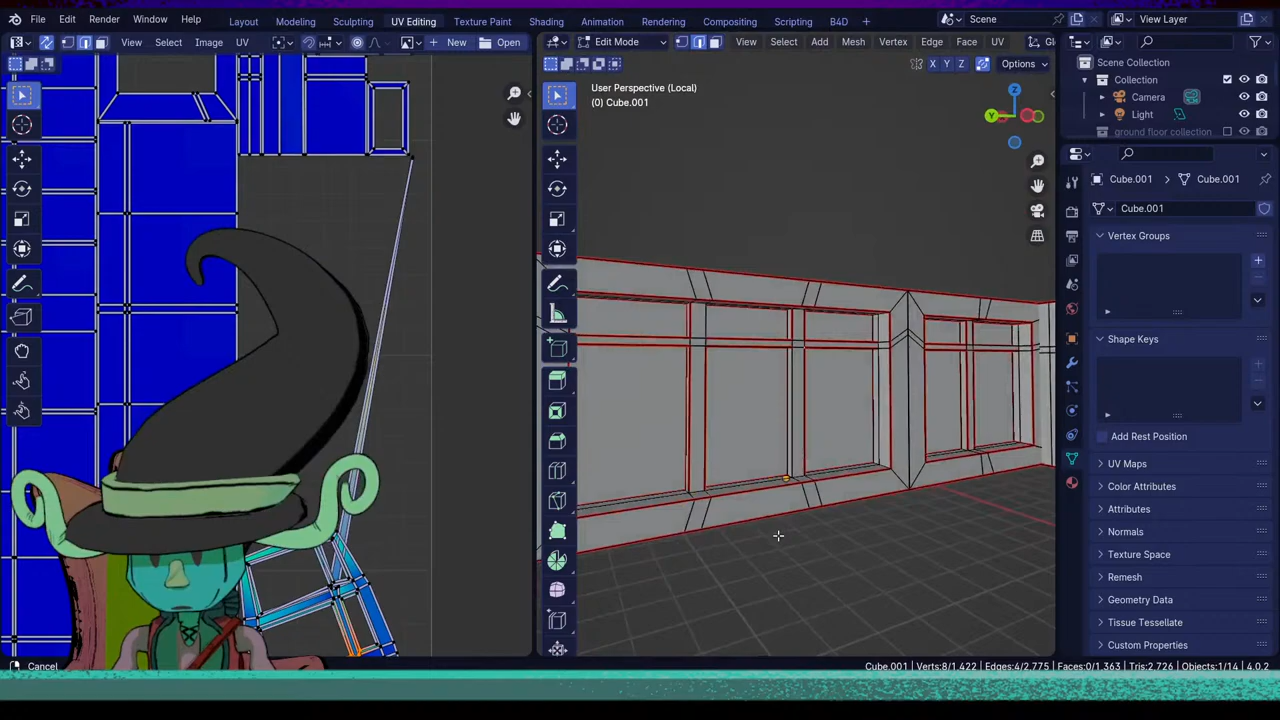 File Edit Render Window Help Layout Modeling Sculpting UV Editing Texture Paint Shading Animation Rendering Compositing Scripting B4D + Scene View Layer
View Select Image UV New Open Edit Mode View Select Add Mesh Vertex Edge Face UV Gl
X Y Z Options
User Perspective (Local)
(0) Cube.001
Z
Y
Scene Collection
Collection
Camera
Light
ground floor collection
Cube.001 > Cube.001
Cube.001
Vertex Groups
Shape Keys
Add Rest Position
UV Maps
Color Attributes
Attributes
Normals
Texture Space
Remesh
Geometry Data
Texture Tessellate
Custom Properties
Cancel
Cube.001 | Verts:8/1.422 | Edges:4/2.775 | Faces:0/1.363 | Tris:2.726 | Objects:1/14 | 4.0.2